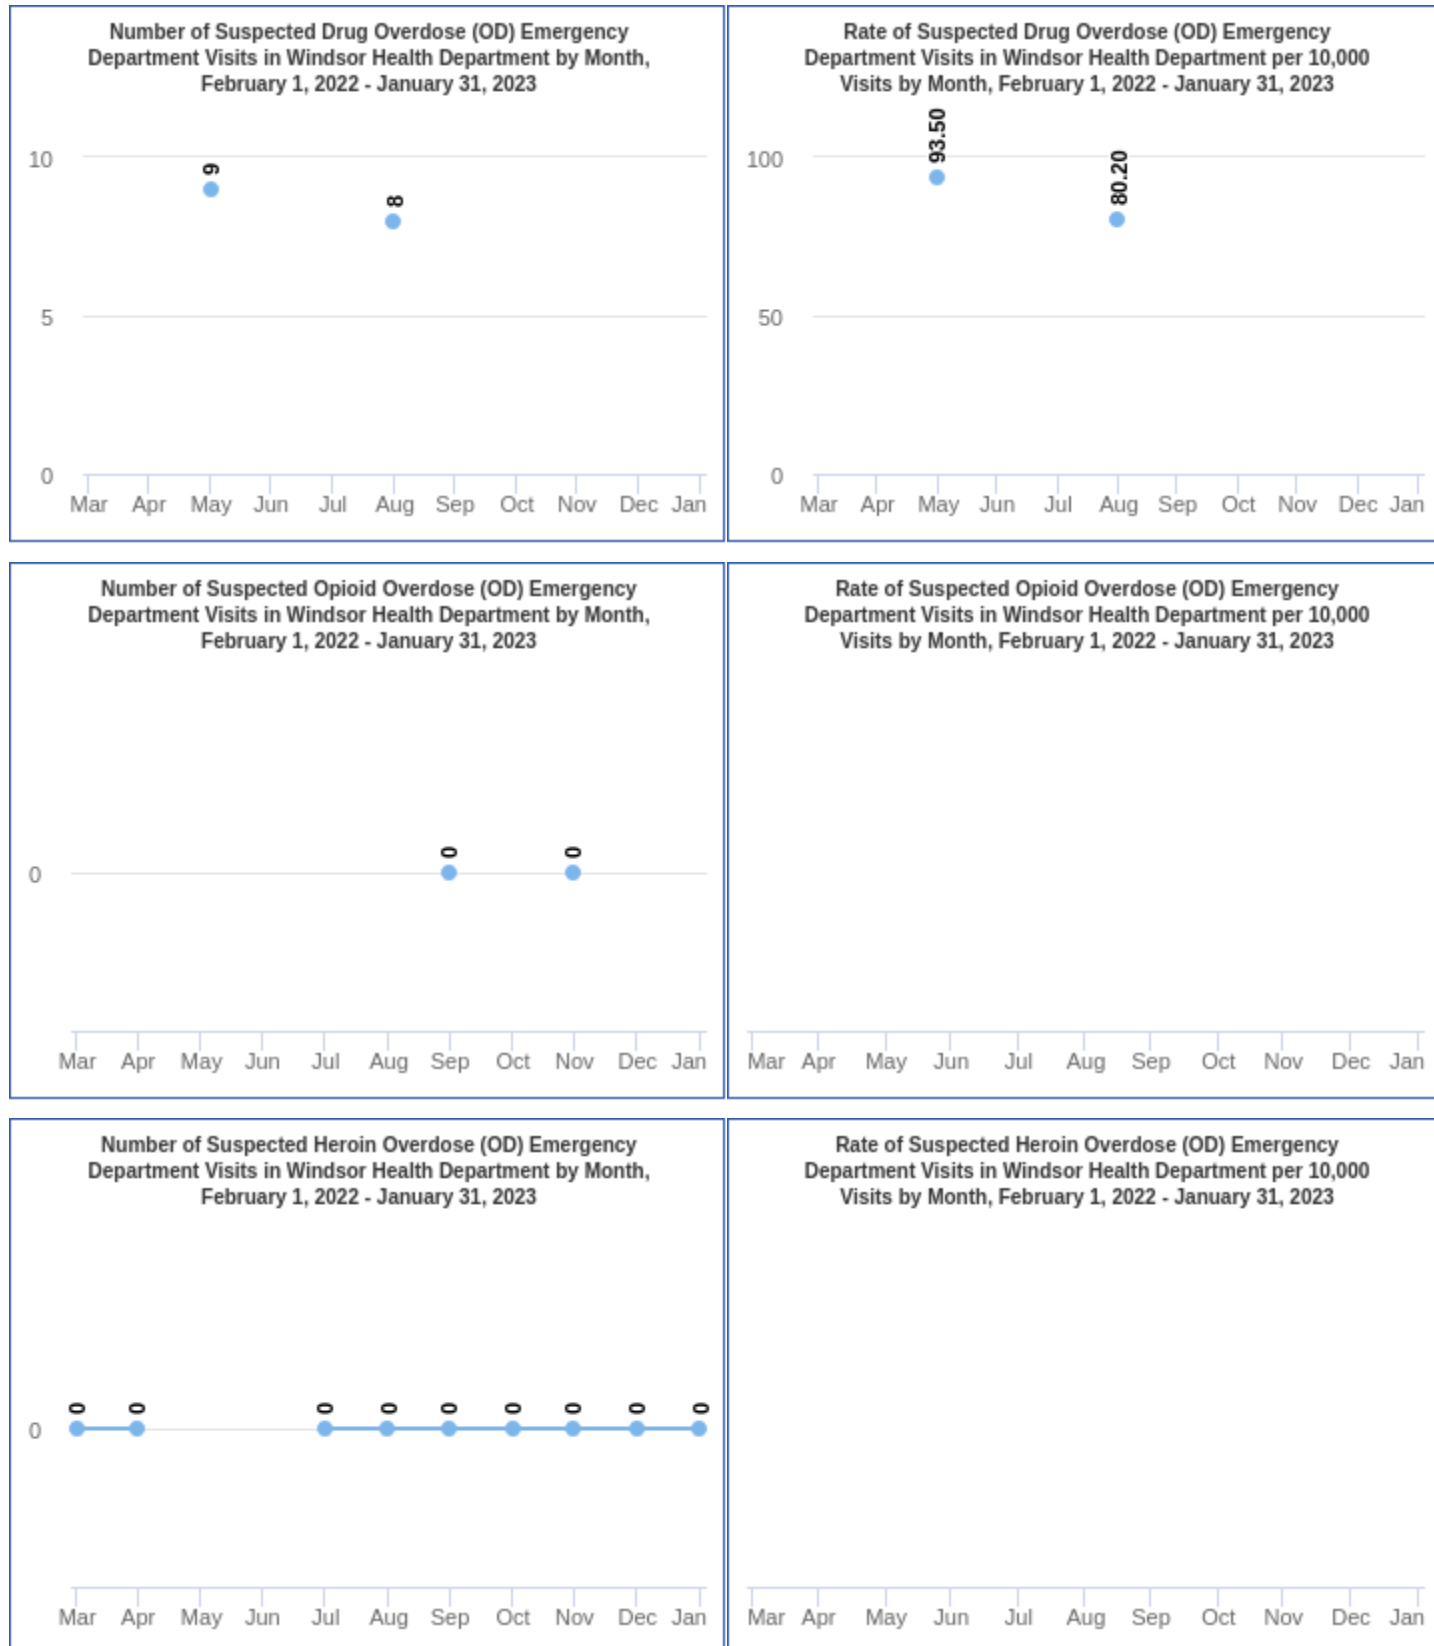 Number of Suspected Drug Overdose (OD) Emergency
Department Visits in Windsor Health Department by Month,
February 1, 2022 - January 31, 2023
10
9
8
5
0
Mar Apr May Jun Jul Aug Sep Oct Nov Dec Jan
Rate of Suspected Drug Overdose (OD) Emergency
Department Visits in Windsor Health Department per 10,000
Visits by Month, February 1, 2022 - January 31, 2023
93.50
100
80.20
50
0
Mar Apr May Jun Jul Aug Sep Oct Nov Dec Jan
Number of Suspected Opioid Overdose (OD) Emergency
Department Visits in Windsor Health Department by Month,
February 1, 2022 - January 31, 2023
0 0
0
Mar Apr May Jun Jul Aug Sep Oct Nov Dec Jan
Rate of Suspected Opioid Overdose (OD) Emergency
Department Visits in Windsor Health Department per 10,000
Visits by Month, February 1, 2022 - January 31, 2023
Mar Apr May Jun Jul Aug Sep Oct Nov Dec Jan
Number of Suspected Heroin Overdose (OD) Emergency
Department Visits in Windsor Health Department by Month,
February 1, 2022 - January 31, 2023
0 0 0 0 0 0 0 0 0
0
Mar Apr May Jun Jul Aug Sep Oct Nov Dec Jan
Rate of Suspected Heroin Overdose (OD) Emergency
Department Visits in Windsor Health Department per 10,000
Visits by Month, February 1, 2022 - January 31, 2023
Mar Apr May Jun Jul Aug Sep Oct Nov Dec Jan